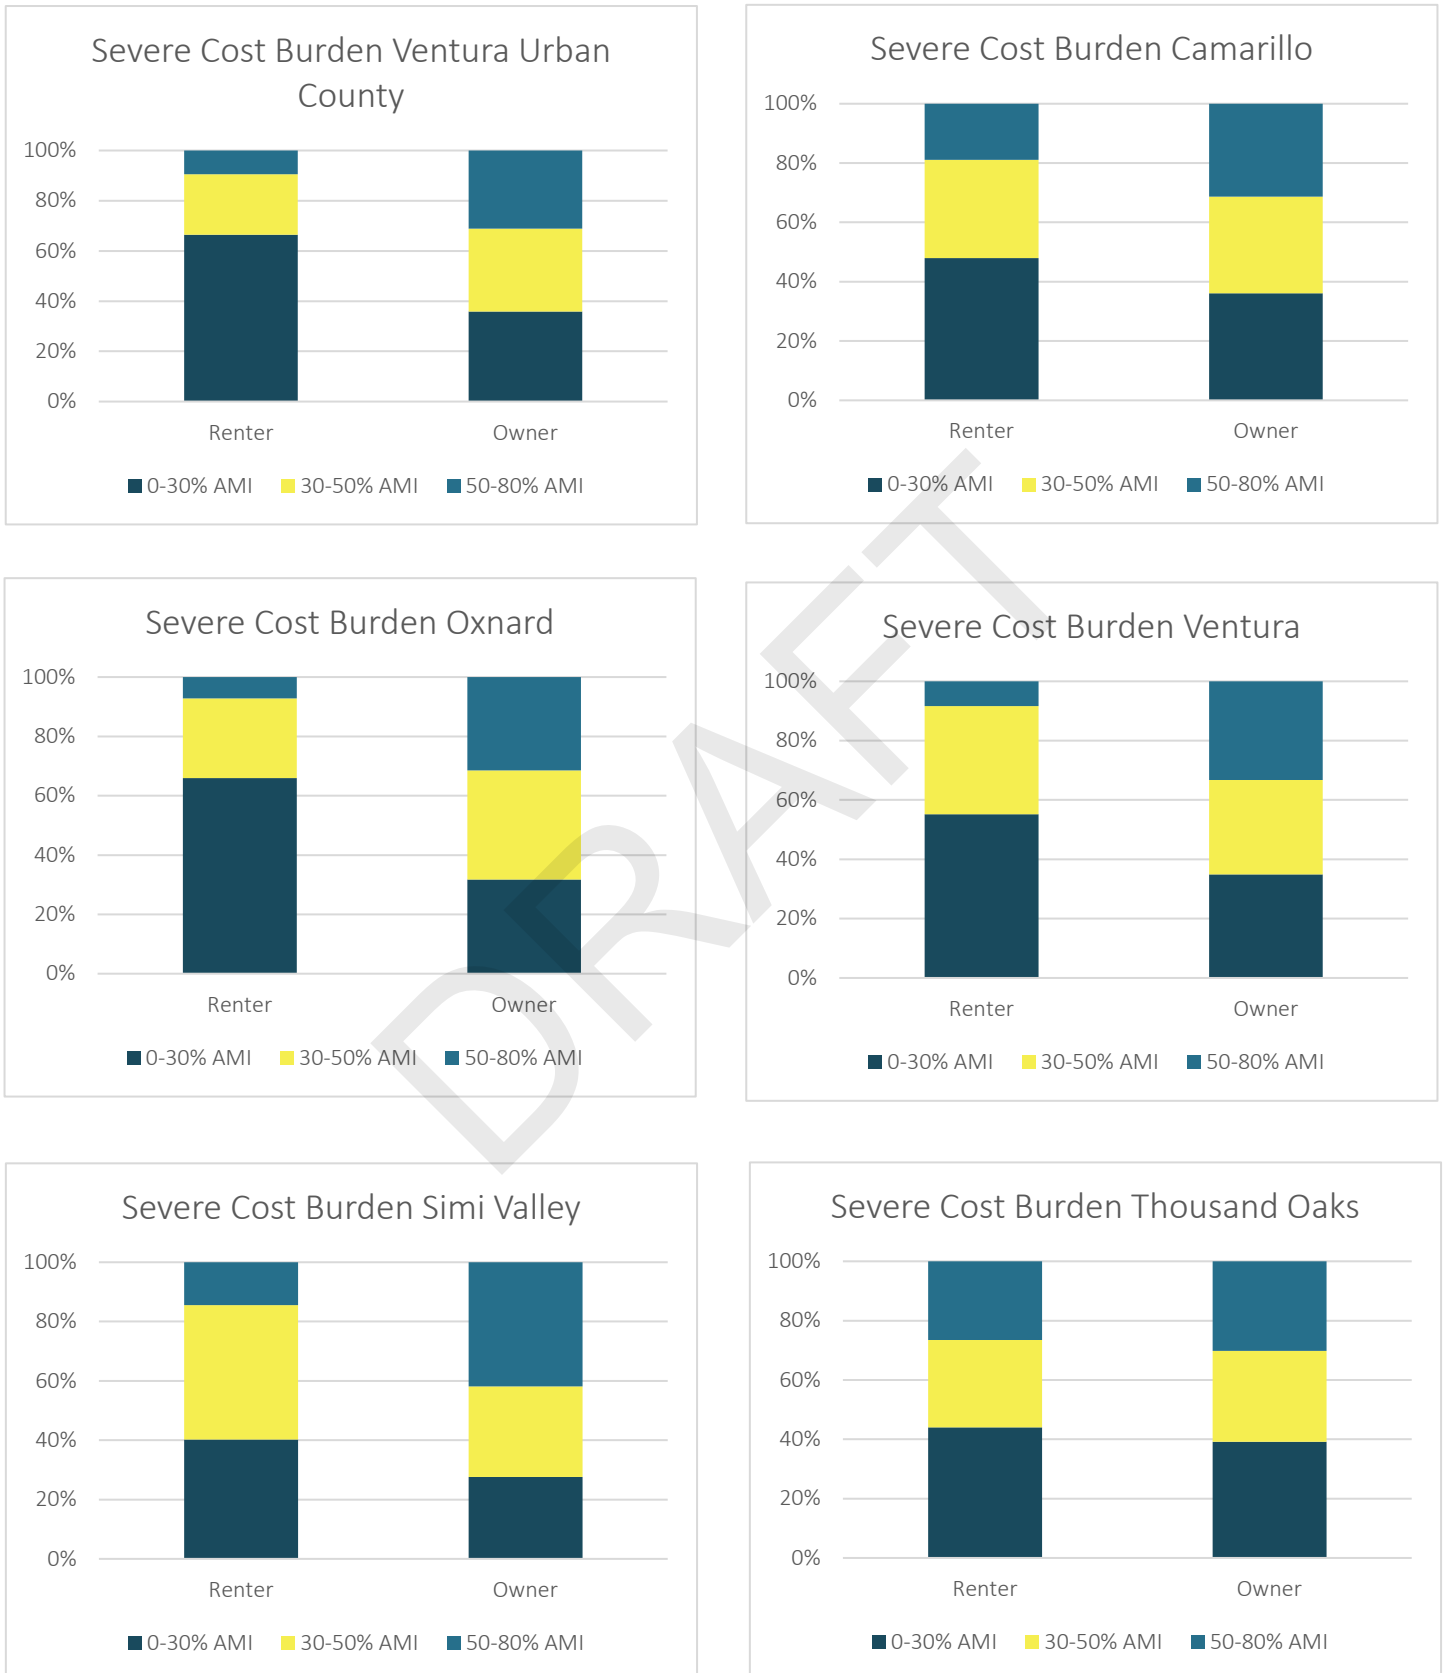 Severe Cost Burden Ventura Urban
County
100%
80%
60%
40%
20%
0%
Renter Owner
0-30% AMI 30-50% AMI 50-80% AMI
Severe Cost Burden Camarillo
100%
80%
60%
40%
20%
0%
Renter Owner
0-30% AMI 30-50% AMI 50-80% AMI
Severe Cost Burden Oxnard
100%
80%
60%
40%
20%
0%
Renter Owner
0-30% AMI 30-50% AMI 50-80% AMI
Severe Cost Burden Ventura
100%
80%
60%
40%
20%
0%
Renter Owner
0-30% AMI 30-50% AMI 50-80% AMI
Severe Cost Burden Simi Valley
100%
80%
60%
40%
20%
0%
Renter Owner
0-30% AMI 30-50% AMI 50-80% AMI
Severe Cost Burden Thousand Oaks
100%
80%
60%
40%
20%
0%
Renter Owner
0-30% AMI 30-50% AMI 50-80% AMI
DRAFT